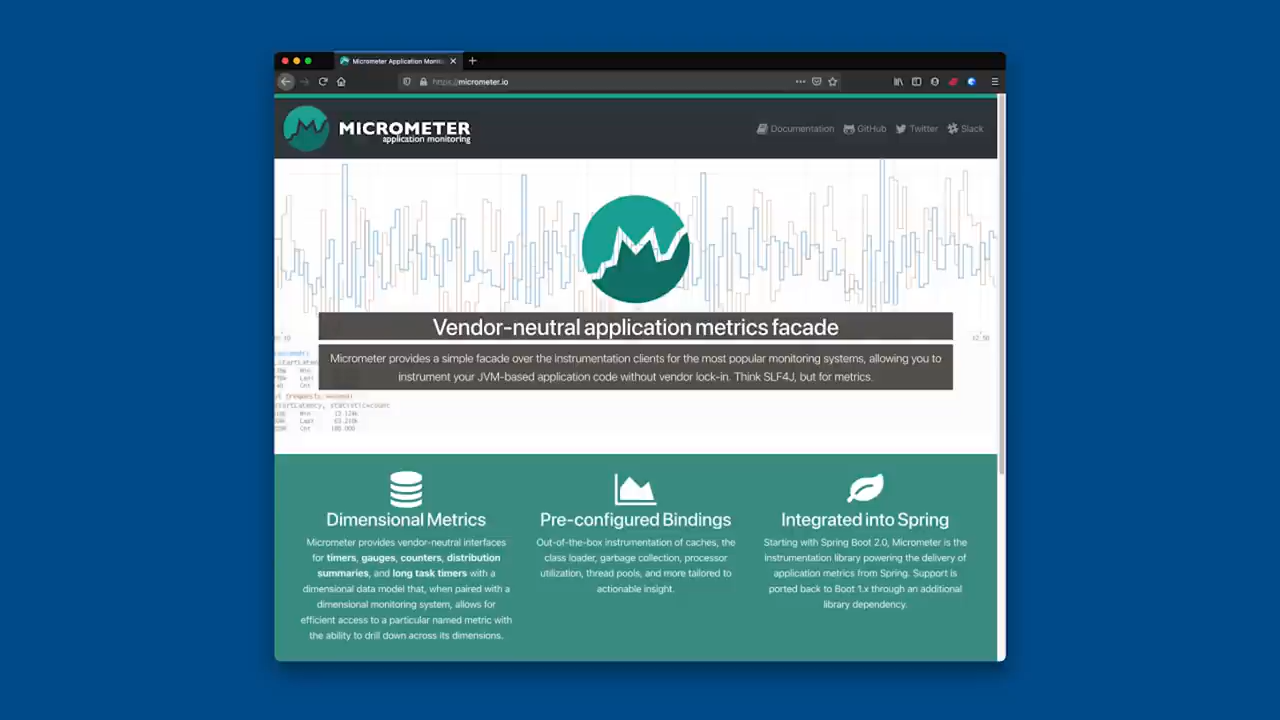 Micrometer Application Monito
https://micrometer.io
MICROMETER
application monitoring
Documentation
GitHub
Twitter
Slack
Vendor-neutral application metrics facade
12_50
Micrometer provides a simple facade over the instrumentation clients for the most popular monitoring systems, allowing you to
instrument your JVM-based application code without vendor lock-in. Think SLF4J, but for metrics.
Dimensional Metrics
Micrometer provides vendor-neutral interfaces
for timers, gauges, counters, distribution
summaries, and long task timers with a
dimensional data model that, when paired with a
dimensional monitoring system, allows for
efficient access to a particular named metric with
the ability to drill down across its dimensions.
Pre-configured Bindings
Out-of-the-box instrumentation of caches, the
class loader, garbage collection, processor
utilization, thread pools, and more tailored to
actionable insight.
Integrated into Spring
Starting with Spring Boot 2.0, Micrometer is the
instrumentation library powering the delivery of
application metrics from Spring. Support is
ported back to Boot 1.x through an additional
library dependency.